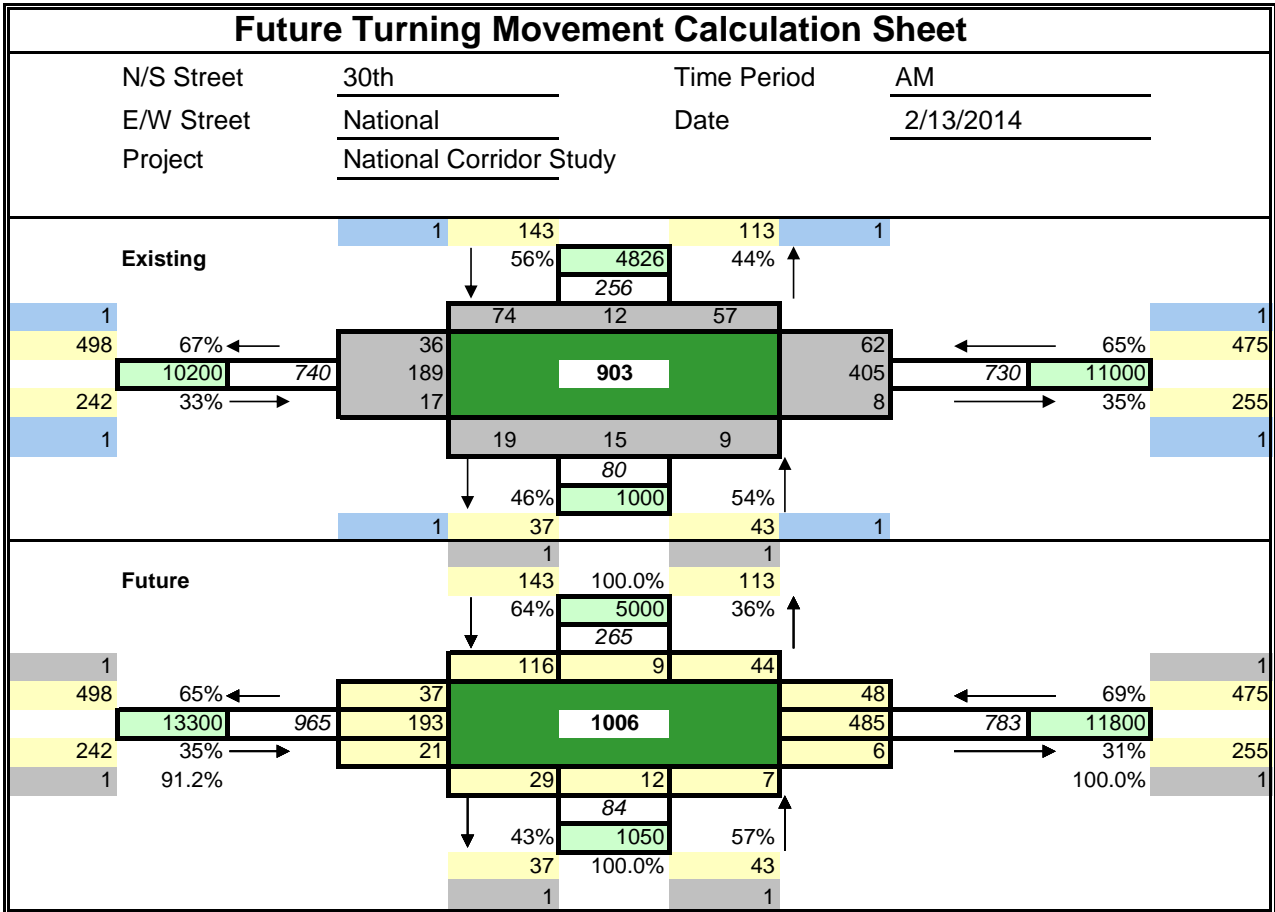 Future Turning Movement Calculation Sheet
N/S Street 30th Time Period AM
E/W Street National Date 2/13/2014
Project National Corridor Study
1 143 113 1
Existing 56% 4826 44%
256
1 74 12 57 1
498 67% 36 62 65% 475
10200 740 189 903 405 730 11000
242 33% 17 8 35% 255
1 19 15 9 1
80
46% 1000 54%
1 37 43 1
1 1
Future 143 100.0% 113
64% 5000 36%
265
1 116 9 44 1
498 65% 37 48 69% 475
13300 965 193 1006 485 783 11800
242 35% 21 6 31% 255
1 91.2% 29 12 7 100.0% 1
84
43% 1050 57%
37 100.0% 43
1 1